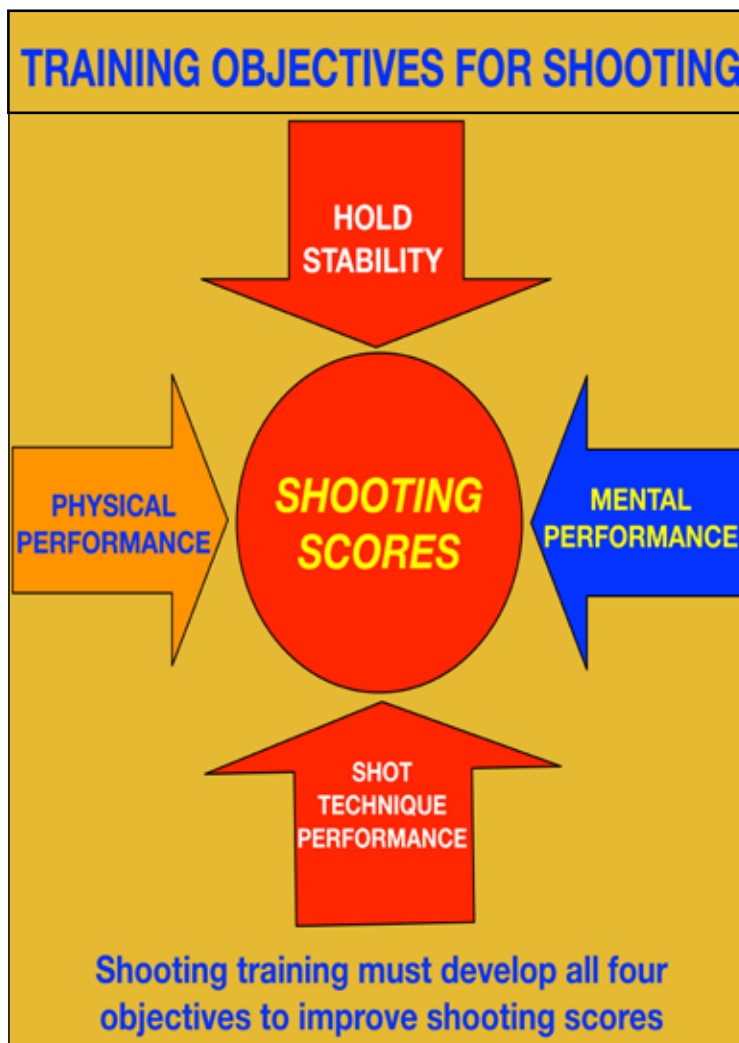 TRAINING OBJECTIVES FOR SHOOTING
HOLD
STABILITY
PHYSICAL
PERFORMANCE
SHOOTING
SCORES
MENTAL
PERFORMANCE
SHOT
TECHNIQUE
PERFORMANCE
Shooting training must develop all four
objectives to improve shooting scores